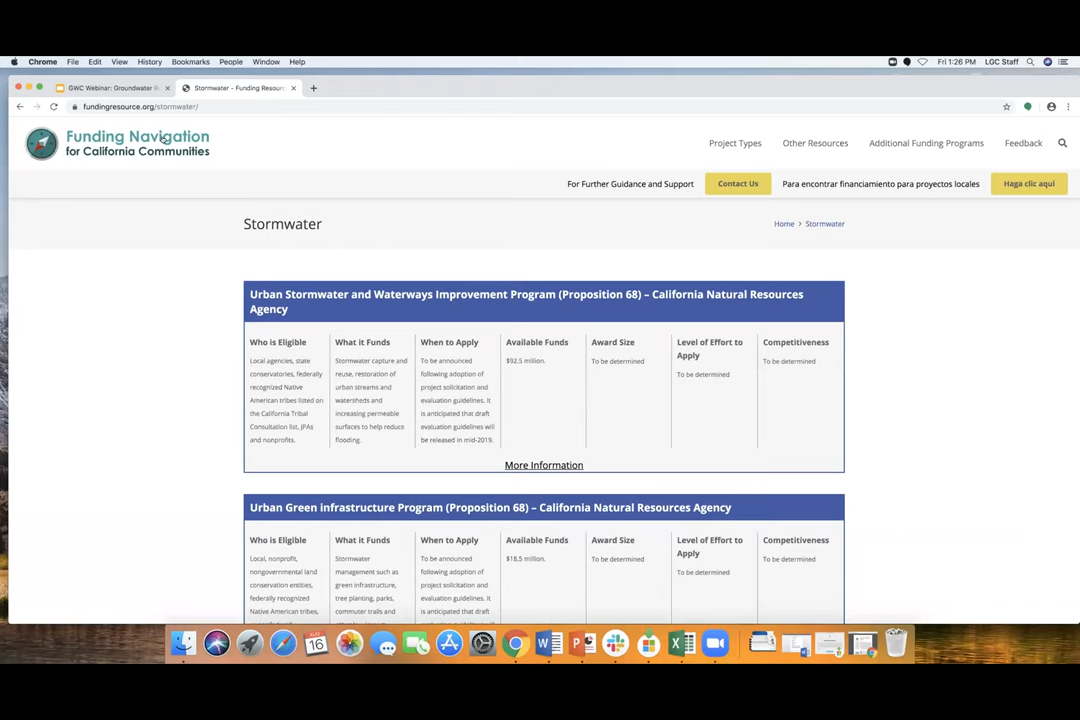 Chrome File Edit View History Bookmarks People Window Help Fri 1:26 PM LGC Staff
GWC Webinar: Groundwater R Stormwater - Funding Resourc
fundingresource.org/stormwater/
Funding Navigation
for California Communities
Project Types Other Resources Additional Funding Programs Feedback
For Further Guidance and Support Contact Us Para encontrar financiamiento para proyectos locales Haga clic aqui
Stormwater
Home > Stormwater
Urban Stormwater and Waterways Improvement Program (Proposition 68) – California Natural Resources
Agency
Who is Eligible
Local agencies, state
conservatories, federally
recognized Native
American tribes listed on
the California Tribal
Consultation list, JPAs
and nonprofits.
What it Funds
Stormwater capture and
reuse, restoration of
urban streams and
watersheds and
increasing permeable
surfaces to help reduce
flooding.
When to Apply
To be announced
following adoption of
project solicitation and
evaluation guidelines. It
is anticipated that draft
evaluation guidelines will
be released in mid-2019.
Available Funds
$92.5 million.
Award Size
To be determined
Level of Effort to
Apply
To be determined
Competitiveness
To be determined
More Information
Urban Green infrastructure Program (Proposition 68) – California Natural Resources Agency
Who is Eligible
Local, nonprofit,
nongovernmental land
conservation entities,
federally recognized
Native American tribes,
What it Funds
Stormwater
management such as
green infrastructure,
tree planting, parks,
commuter trails and
When to Apply
To be announced
following adoption of
project solicitation and
evaluation guidelines. It
is anticipated that draft
Available Funds
$18.5 million.
Award Size
To be determined
Level of Effort to
Apply
To be determined
Competitiveness
To be determined
AUG
16